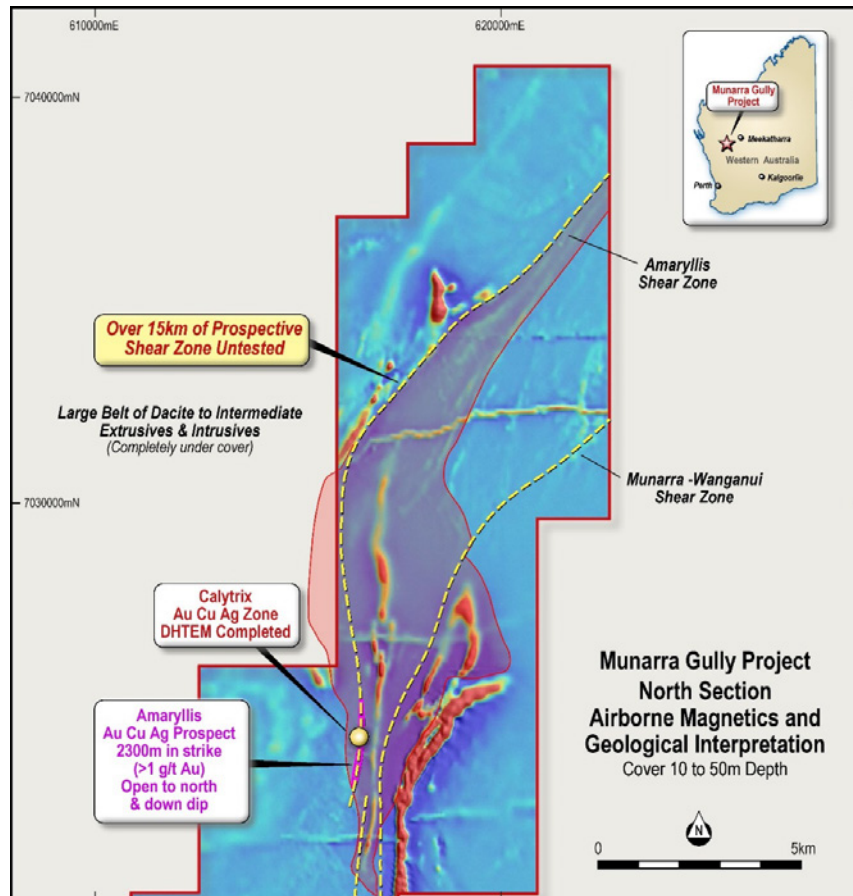 610000mE
620000mE
7040000mN
7030000mN
Munarra Gully
Project
Meekatharra
Western Australia
Perth
Kalgoorlie
Amaryllis
Shear Zone
Over 15km of Prospective
Shear Zone Untested
Large Belt of Dacite to Intermediate
Extrusives & Intrusives
(Completely under cover)
Munarra -Wanganui
Shear Zone
Calytrix
Au Cu Ag Zone
DHTEM Completed
Amaryllis
Au Cu Ag Prospect
2300m in strike
(>1 g/t Au)
Open to north
& down dip
Munarra Gully Project
North Section
Airborne Magnetics and
Geological Interpretation
Cover 10 to 50m Depth
N
0
5km